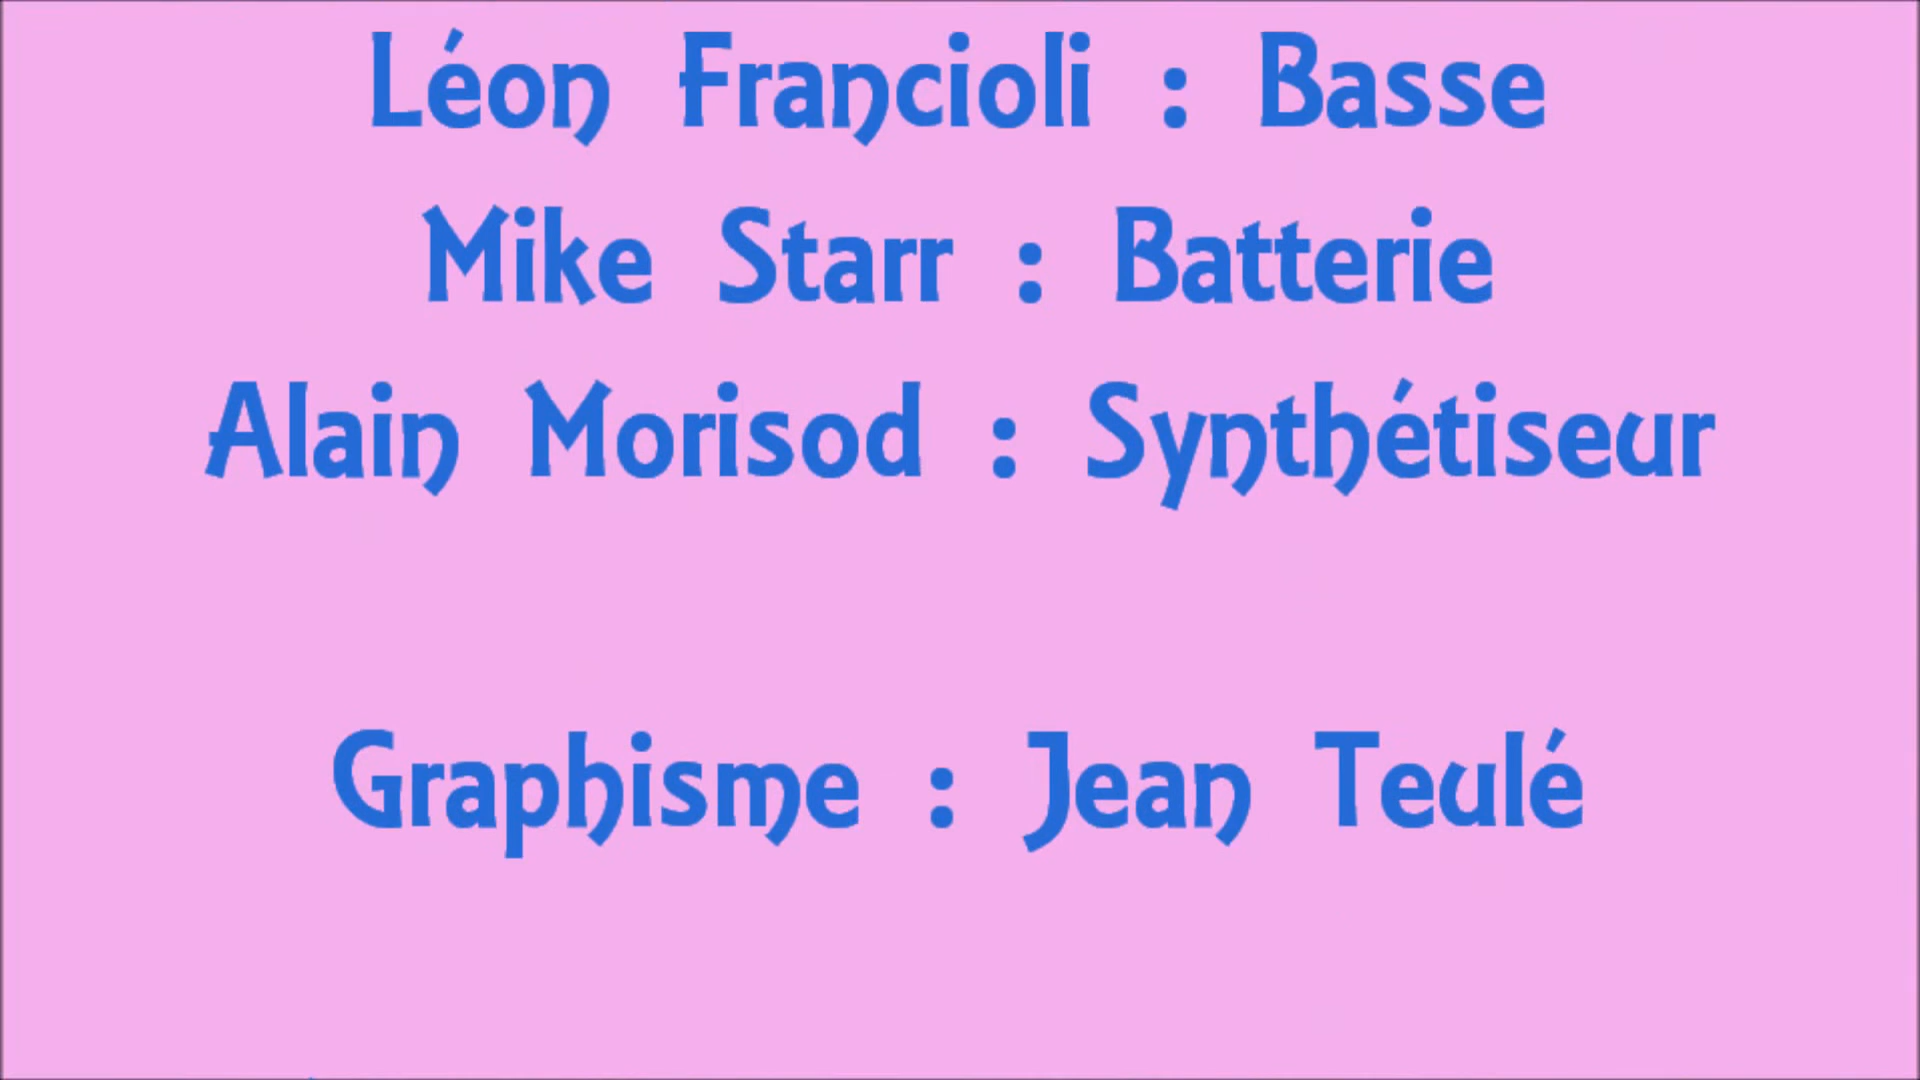 Léon Francioli : Basse
Mike Starr : Batterie
Alain Morisod : Synthétiseur
Graphisme : Jean Teulé